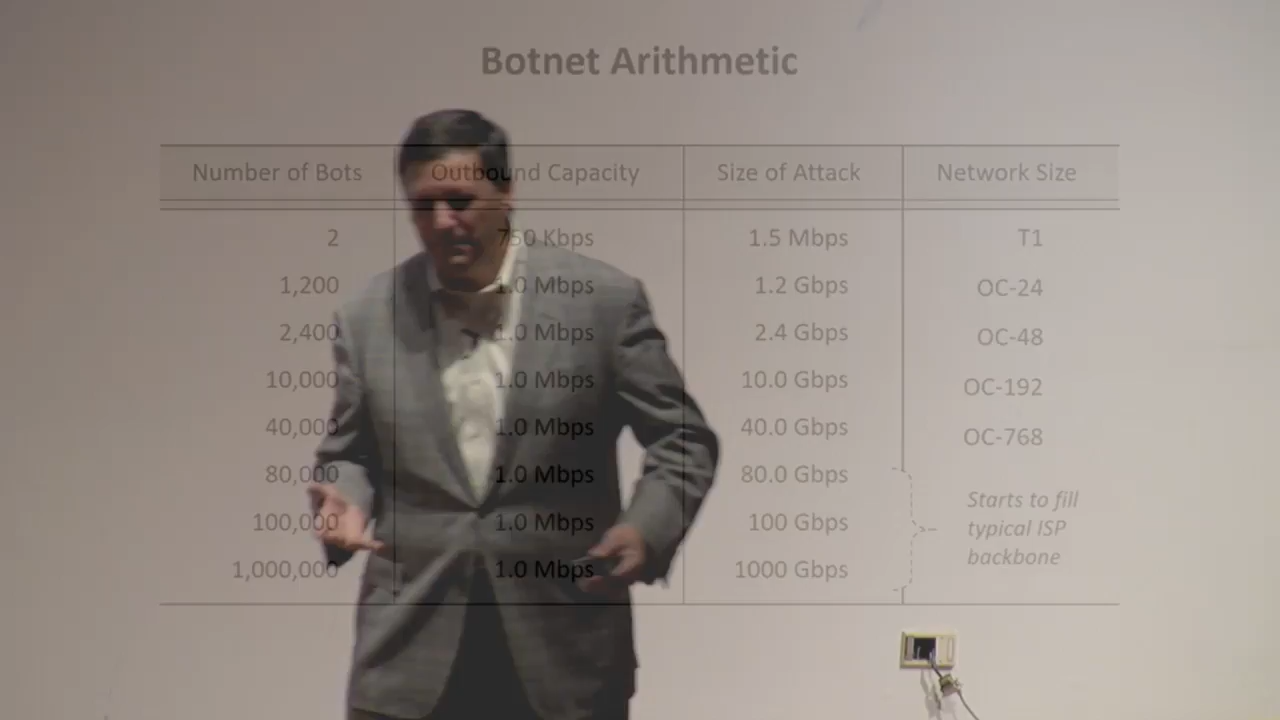 Botnet Arithmetic
Number of Bots Outbound Capacity Size of Attack Network Size
2 750 Kbps 1.5 Mbps T1
1,200 1.0 Mbps 1.2 Gbps OC-24
2,400 1.0 Mbps 2.4 Gbps OC-48
10,000 1.0 Mbps 10.0 Gbps OC-192
40,000 1.0 Mbps 40.0 Gbps OC-768
80,000 1.0 Mbps 80.0 Gbps
100,000 1.0 Mbps 100 Gbps
1,000,000 1.0 Mbps 1000 Gbps
Starts to fill
typical ISP
backbone